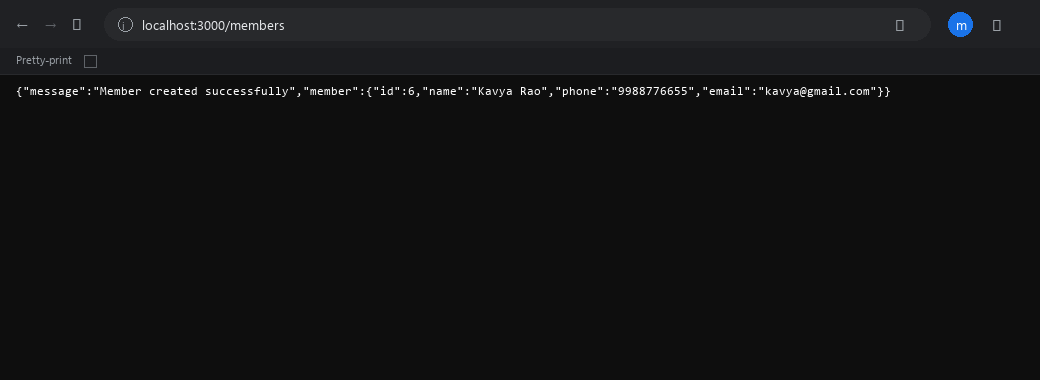 localhost:3000/members
m
Pretty-print
{"message":"Member created successfully","member":{"id":6,"name":"Kavya Rao","phone":"9988776655","email":"kavya@gmail.com"}}